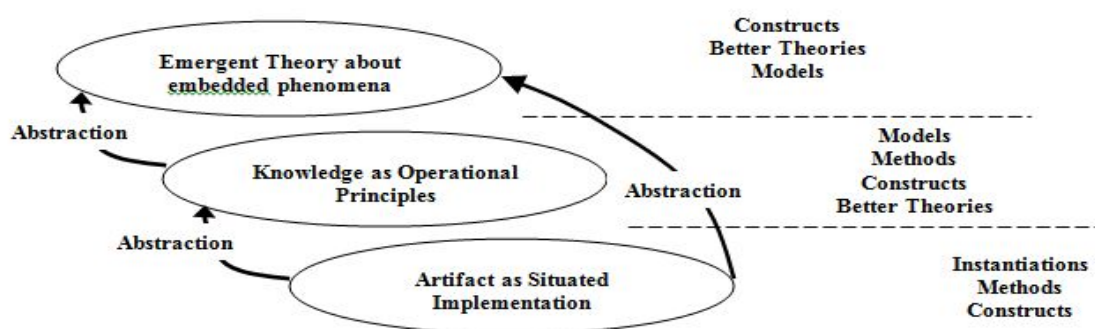 Constructs
Better Theories
Models
Emergent Theory about
embedded phenomena
Abstraction
Models
Methods
Constructs
Better Theories
Knowledge as Operational
Principles
Abstraction
Abstraction
Instantiations
Methods
Constructs
Artifact as Situated
Implementation